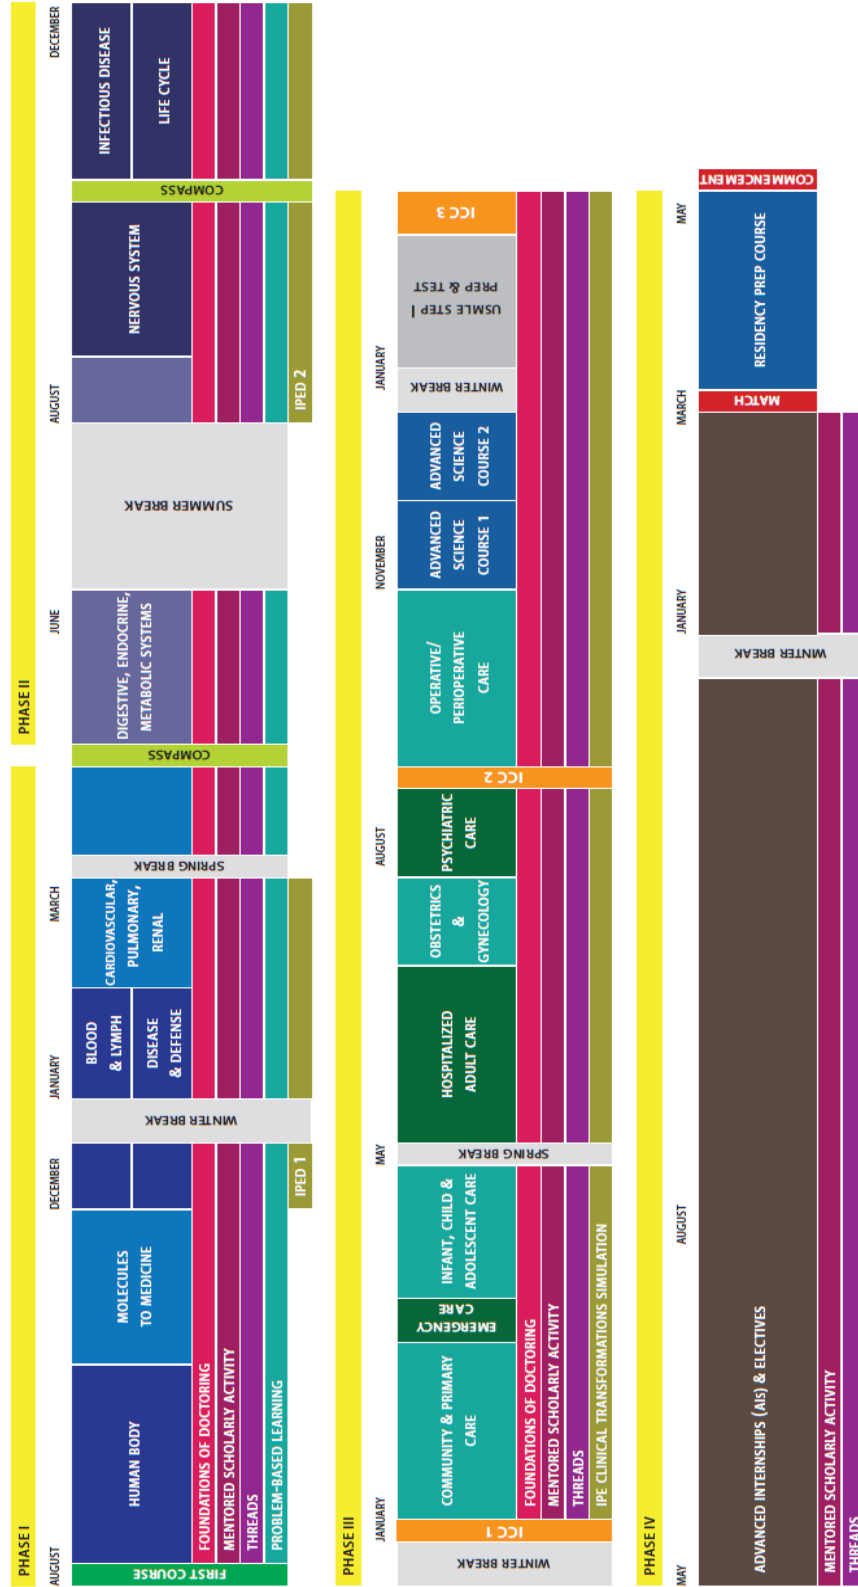 PHASE I
PHASE II
AUGUST
DECEMBER
JANUARY
MARCH
JUNE
AUGUST
DECEMBER
FIRST COURSE
HUMAN BODY
MOLECULES
TO MEDICINE
WINTER BREAK
BLOOD
& LYMPH
DISEASE
& DEFENSE
CARDIOVASCULAR,
PULMONARY,
RENAL
SPRING BREAK
COMPASS
DIGESTIVE, ENDOCRINE,
METABOLIC SYSTEMS
SUMMER BREAK
NERVOUS SYSTEM
COMPASS
INFECTIOUS DISEASE
LIFE CYCLE
FOUNDATIONS OF DOCTORING
MENTORED SCHOLARLY ACTIVITY
THREADS
PROBLEM-BASED LEARNING
IPED 1
IPED 2
PHASE III
JANUARY
MAY
AUGUST
NOVEMBER
JANUARY
WINTER BREAK
ICC 1
COMMUNITY & PRIMARY
CARE
EMERGENCY
CARE
INFANT, CHILD &
ADOLESCENT CARE
SPRING BREAK
HOSPITALIZED
ADULT CARE
OBSTETRICS
&
GYNECOLOGY
PSYCHIATRIC
CARE
ICC 2
OPERATIVE/
PERIOPERATIVE
CARE
ADVANCED
SCIENCE
COURSE 1
ADVANCED
SCIENCE
COURSE 2
WINTER BREAK
USMLE STEP I
PREP & TEST
ICC 3
FOUNDATIONS OF DOCTORING
MENTORED SCHOLARLY ACTIVITY
THREADS
IPE CLINICAL TRANSFORMATIONS SIMULATION
PHASE IV
MAY
AUGUST
JANUARY
MARCH
MAY
ADVANCED INTERNSHIPS (AIs) & ELECTIVES
WINTER BREAK
MATCH
RESIDENCY PREP COURSE
COMMENCEMENT
MENTORED SCHOLARLY ACTIVITY
THREADS